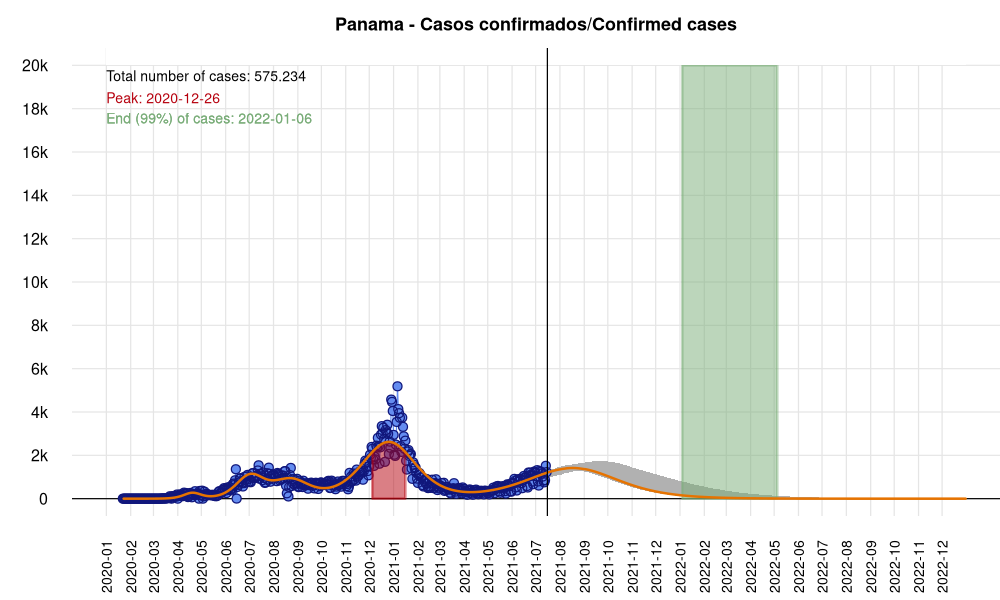 Panama - Casos confirmados/Confirmed cases
Total number of cases: 575.234
Peak: 2020-12-26
End (99%) of cases: 2022-01-06
20k
18k
16k
14k
12k
10k
8k
6k
4k
2k
0
2020-01
2020-02
2020-03
2020-04
2020-05
2020-06
2020-07
2020-08
2020-09
2020-10
2020-11
2020-12
2021-01
2021-02
2021-03
2021-04
2021-05
2021-06
2021-07
2021-08
2021-09
2021-10
2021-11
2021-12
2022-01
2022-02
2022-03
2022-04
2022-05
2022-06
2022-07
2022-08
2022-09
2022-10
2022-11
2022-12